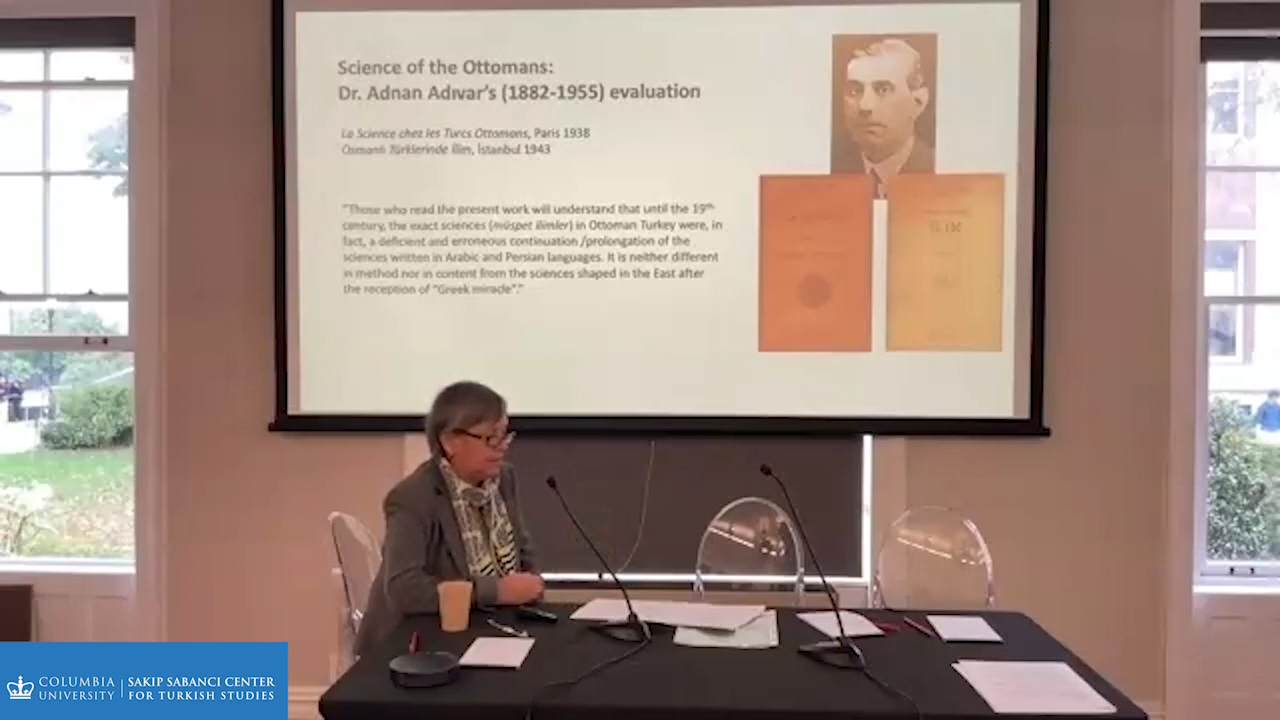 Science of the Ottomans:
Dr. Adnan Adıvar's (1882-1955) evaluation
La Science chez les Turcs Ottomans, Paris 1938
Osmanlı Türklerinde İlim, İstanbul 1943
"Those who read the present work will understand that until the 19th
century, the exact sciences (müspet ilimler) in Ottoman Turkey were, in
fact, a deficient and erroneous continuation /prolongation of the
sciences written in Arabic and Persian languages. It is neither different
in method nor in content from the sciences shaped in the East after
the reception of "Greek miracle"."
İLİM
COLUMBIA UNIVERSITY
SAKIP SABANCI CENTER
FOR TURKISH STUDIES